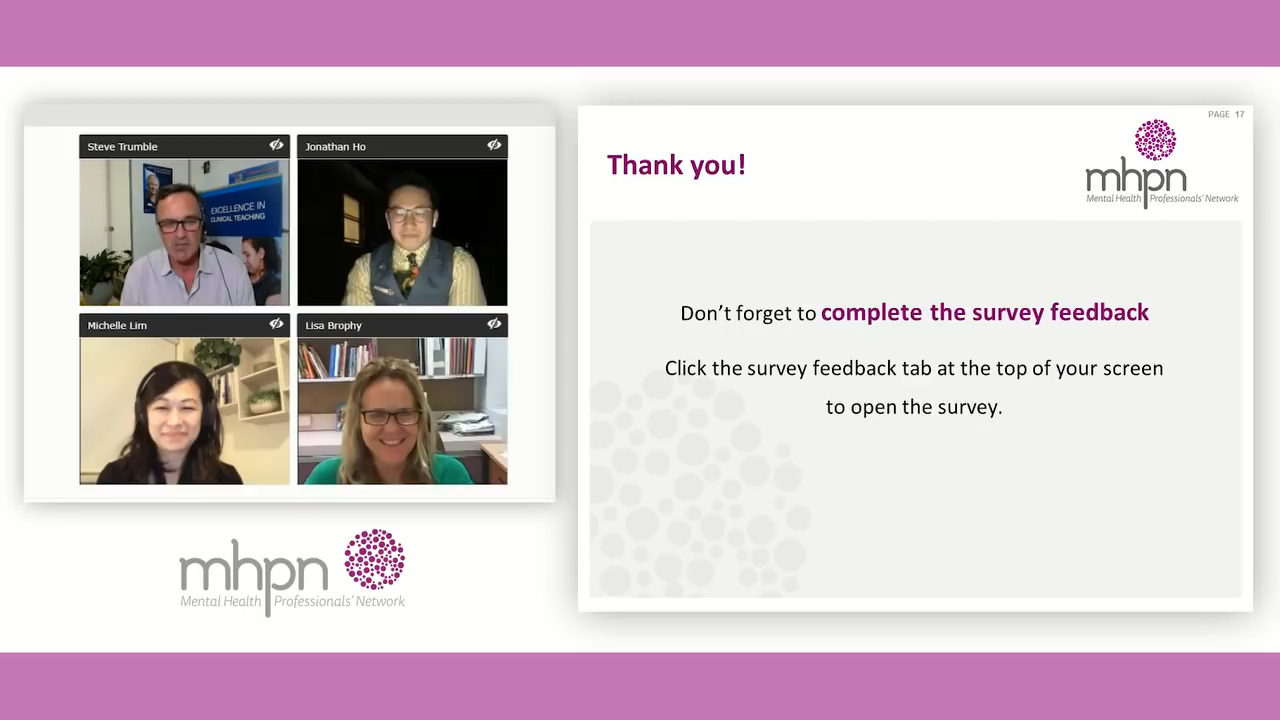 Steve Trumble
Jonathan Ho
EXCELLENCE IN
CLINICAL TEACHING
Michelle Lim
Lisa Brophy
mhpn
Mental Health Professionals' Network
PAGE 17
Thank you!
mhpn
Mental Health Professionals' Network
Don't forget to complete the survey feedback
Click the survey feedback tab at the top of your screen
to open the survey.